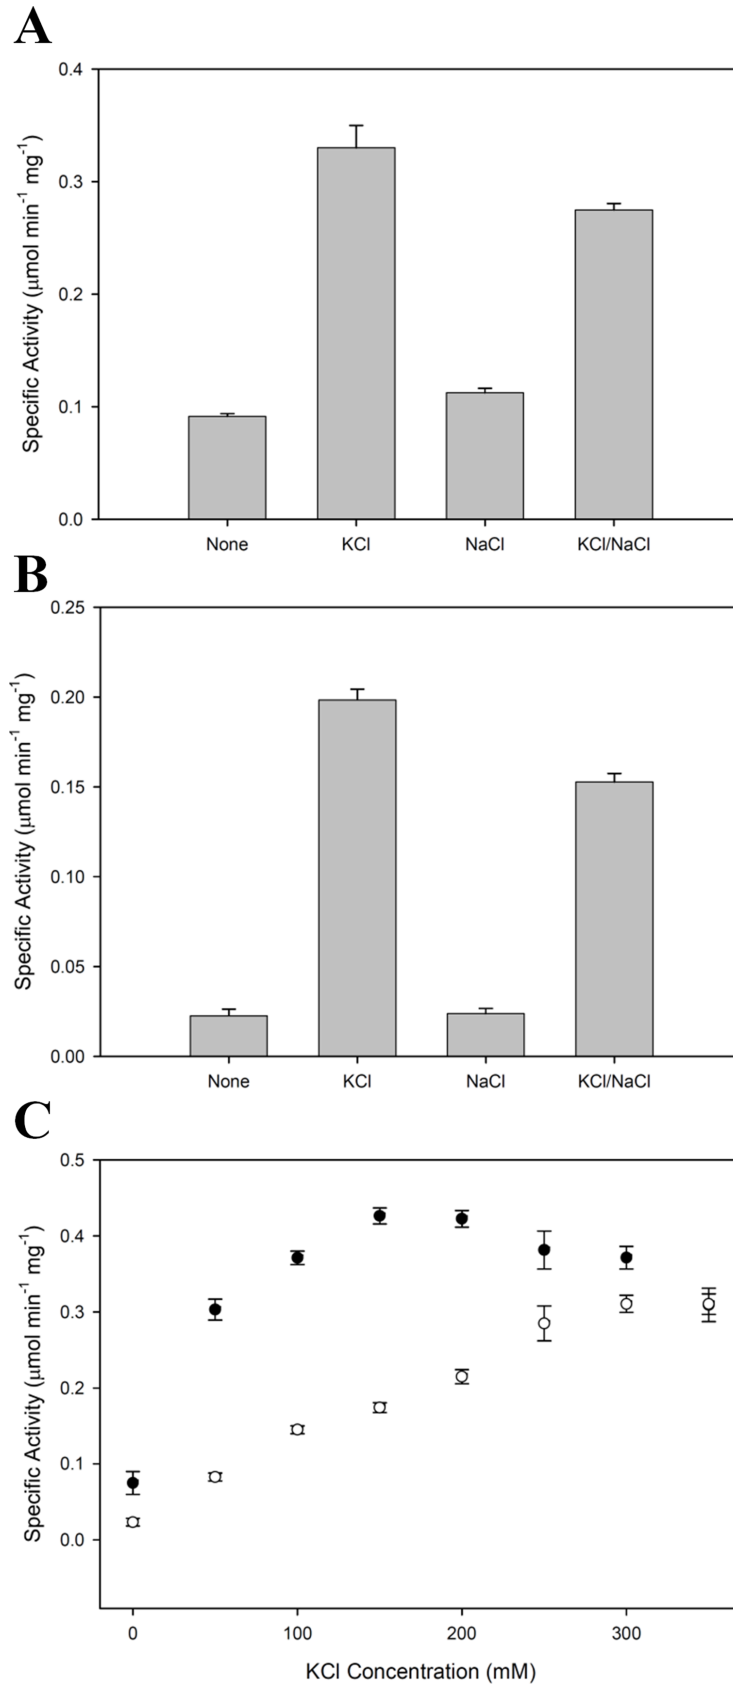 A
0.4
0.3
0.2
0.1
0.0
Specific Activity (μmol min⁻¹ mg⁻¹)
None KCl NaCl KCl/NaCl
B
0.25
0.20
0.15
0.10
0.05
0.00
Specific Activity (μmol min⁻¹ mg⁻¹)
None KCl NaCl KCl/NaCl
C
0.5
0.4
0.3
0.2
0.1
0.0
Specific Activity (μmol min⁻¹ mg⁻¹)
0 100 200 300
KCl Concentration (mM)